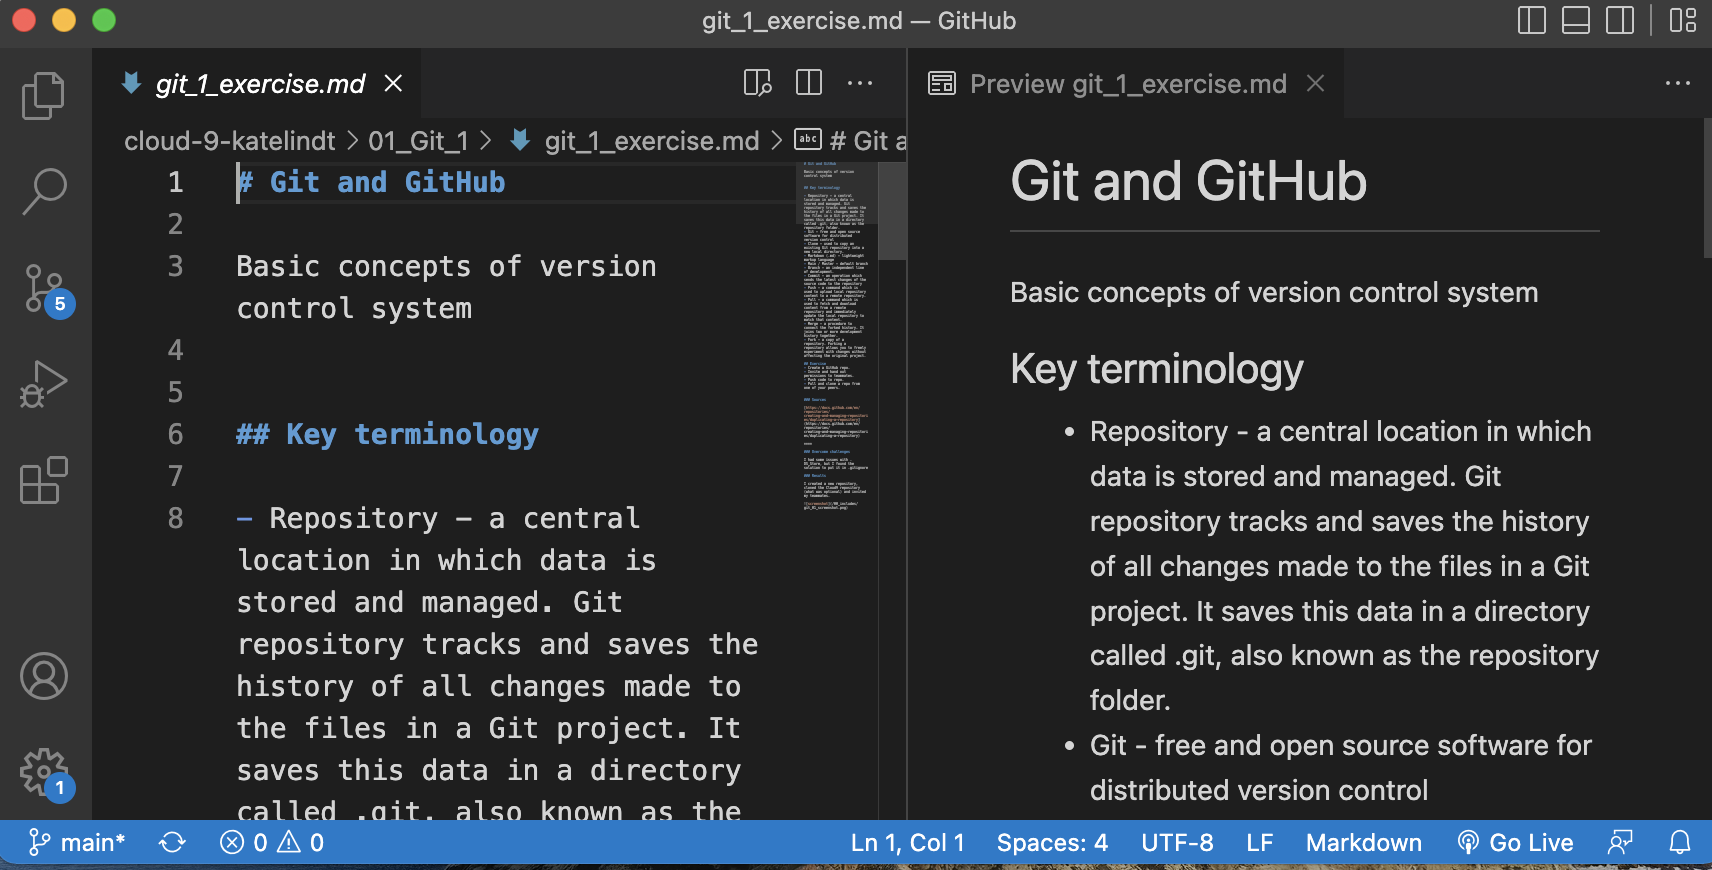 git_1_exercise.md — GitHub
git_1_exercise.md
Preview git_1_exercise.md
cloud-9-katelindt > 01_Git_1 > git_1_exercise.md > abc # Git a
1 # Git and GitHub
2
3 Basic concepts of version
control system
4
5
6 ## Key terminology
7
8 - Repository – a central
location in which data is
stored and managed. Git
repository tracks and saves the
history of all changes made to
the files in a Git project. It
saves this data in a directory
called .git, also known as the
Git and GitHub
Basic concepts of version control system
Key terminology
• Repository - a central location in which
data is stored and managed. Git
repository tracks and saves the history
of all changes made to the files in a Git
project. It saves this data in a directory
called .git, also known as the repository
folder.
• Git - free and open source software for
distributed version control
5
1
main* 0 0 Ln 1, Col 1 Spaces: 4 UTF-8 LF Markdown Go Live